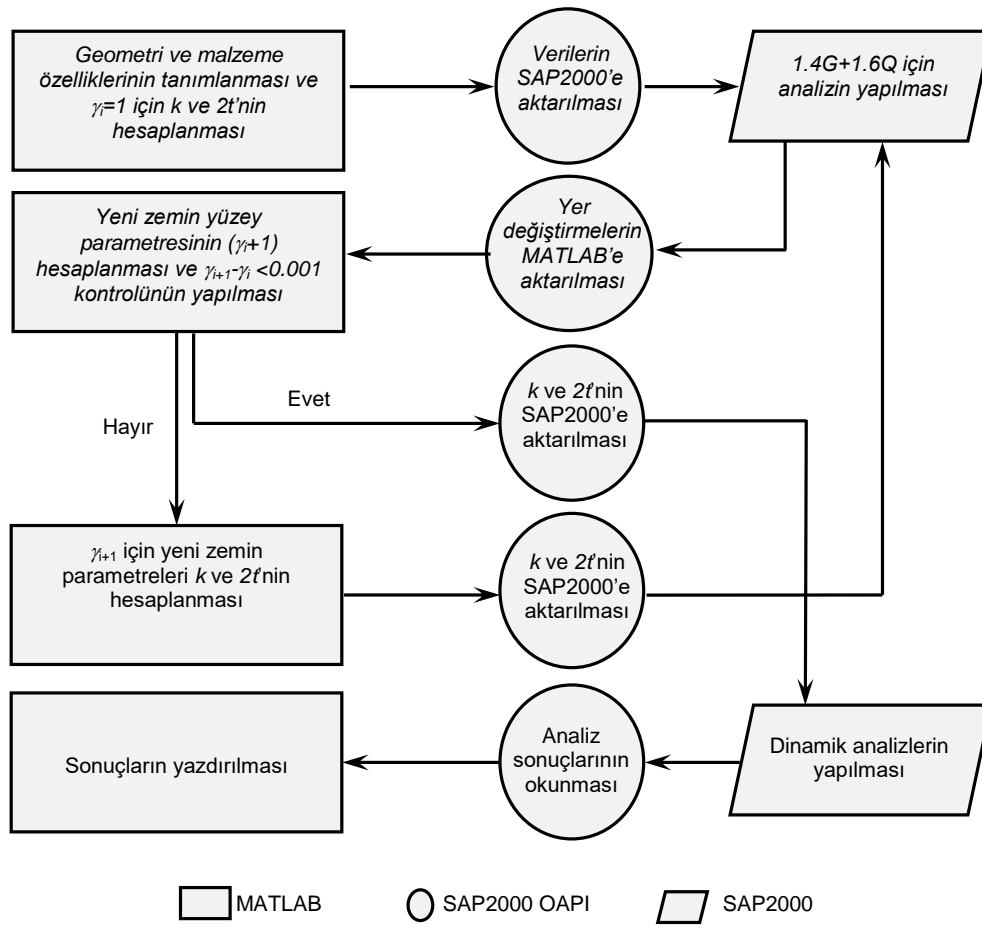 Geometri ve malzeme
özelliklerinin tanımlanması ve
γi=1 için k ve 2t'nin
hesaplanması
Verilerin
SAP2000'e
aktarılması
1.4G+1.6Q için
analizin yapılması
Yeni zemin yüzey
parametresinin (γi+1)
hesaplanması ve γi+1-γi <0.001
kontrolünün yapılması
Yer
değiştirmelerin
MATLAB'e
aktarılması
Evet
Hayır
k ve 2t'nin
SAP2000'e
aktarılması
γi+1 için yeni zemin
parametreleri k ve 2t'nin
hesaplanması
k ve 2t'nin
SAP2000'e
aktarılması
Sonuçların yazdırılması
Analiz
sonuçlarının
okunması
Dinamik analizlerin
yapılması
MATLAB
SAP2000 OAPI
SAP2000